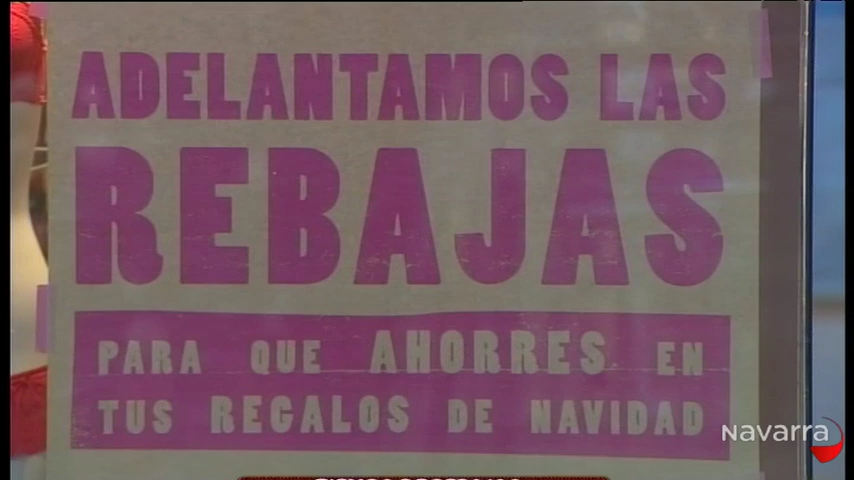 ADELANTAMOS LAS
REBAJAS
PARA QUE AHORRES EN
TUS REGALOS DE NAVIDAD
Navarra